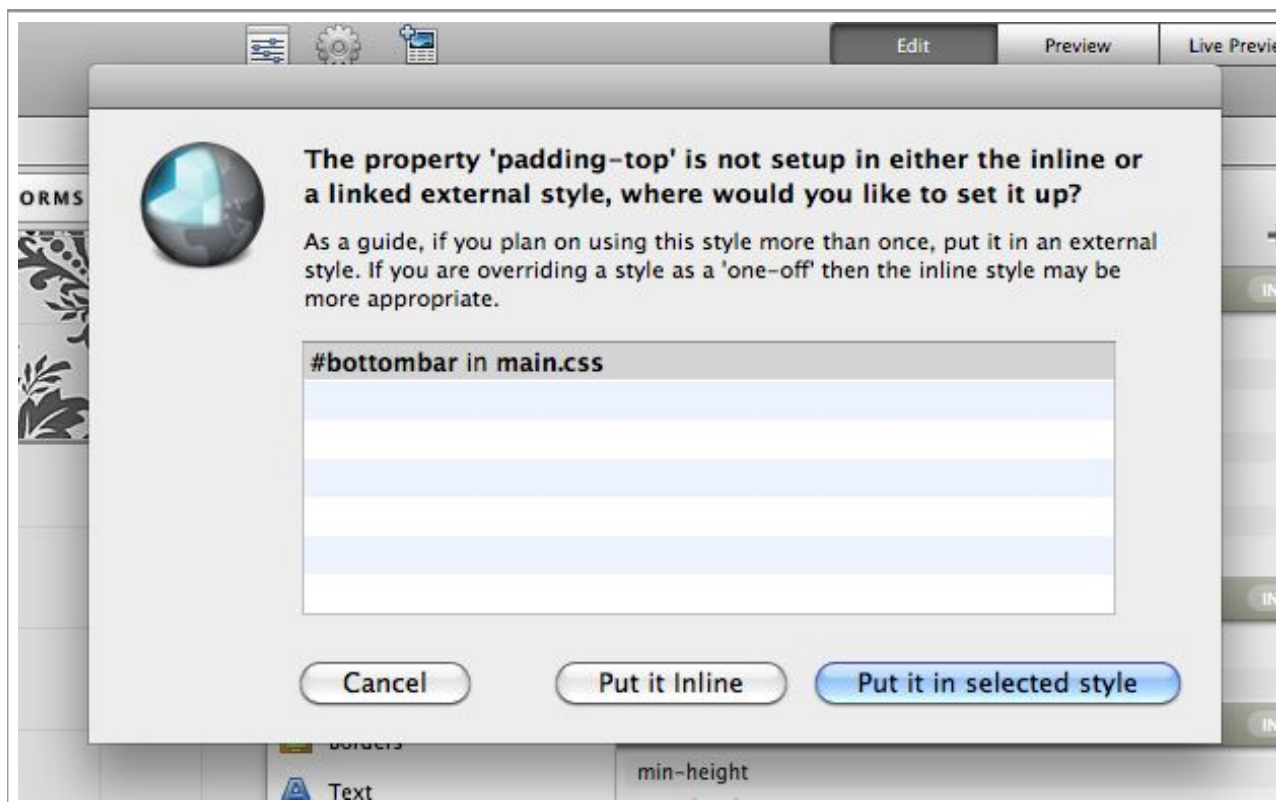 Edit Preview Live Previe
ORMS
The property 'padding-top' is not setup in either the inline or
a linked external style, where would you like to set it up?
As a guide, if you plan on using this style more than once, put it in an external
style. If you are overriding a style as a 'one-off' then the inline style may be
more appropriate.
IN
#bottombar in main.css
IN
Cancel Put it Inline Put it in selected style
IN
Borders
min-height
Text